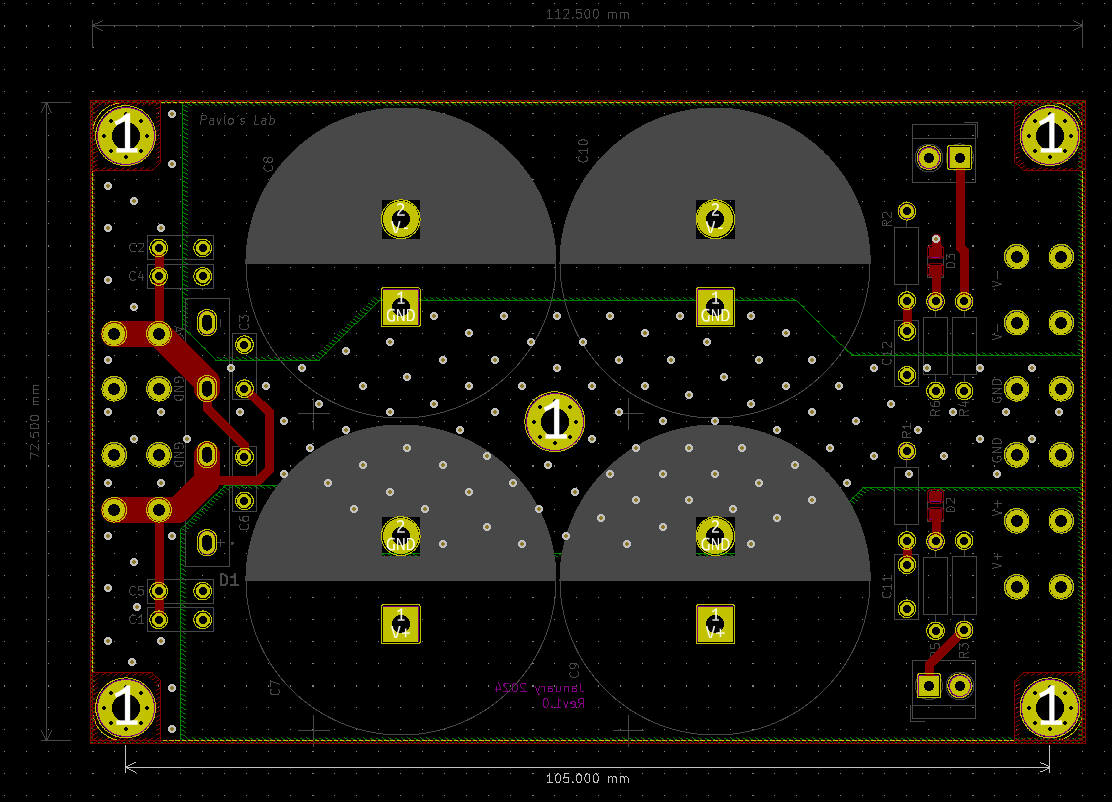 112.500 mm
1
1
Pavlo's Lab
C8
C10
2
V-
2
V-
R2
C2
D3
C4
V-
1
GND
1
GND
C3
C12
V-
GND
R6
R4
GND
72.500 mm
1
R1
GND
GND
C6
D2
V+
2
GND
2
GND
V+
D1
C5
C11
C1
1
V+
1
V+
R5
R3
C7
C9
January 2024
Rev1.0
1
1
105.000 mm